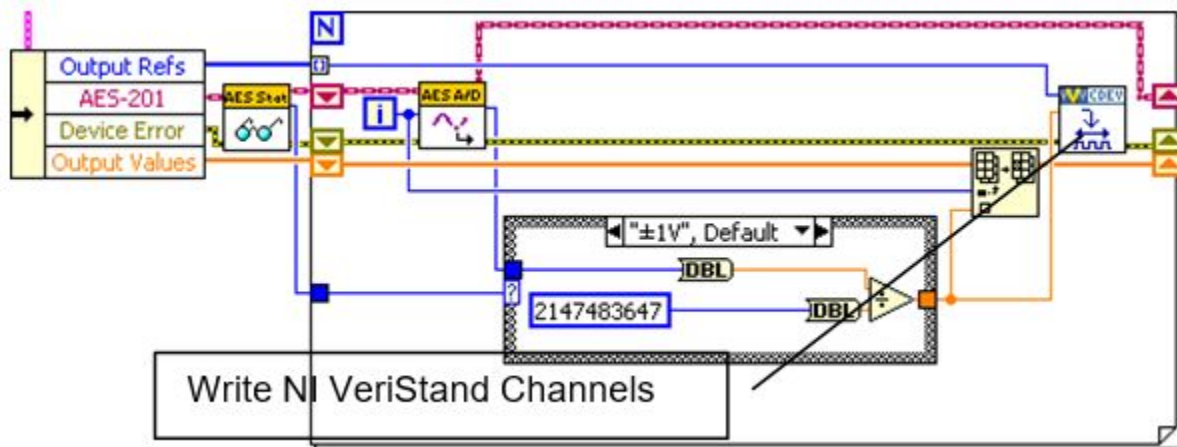 N
Output Refs
AES-201
Device Error
Output Values
AES Stat
AES A/D
i
CDEV
"±1V", Default
?
DBL
2147483647
DBL
÷
Write NI VeriStand Channels